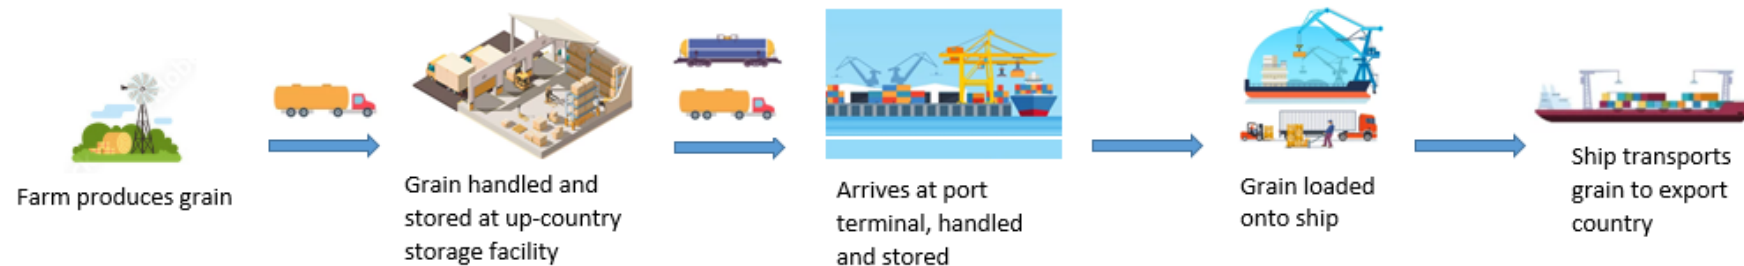 Farm produces grain
Grain handled and
stored at up-country
storage facility
Arrives at port
terminal, handled
and stored
Grain loaded
onto ship
Ship transports
grain to export
country